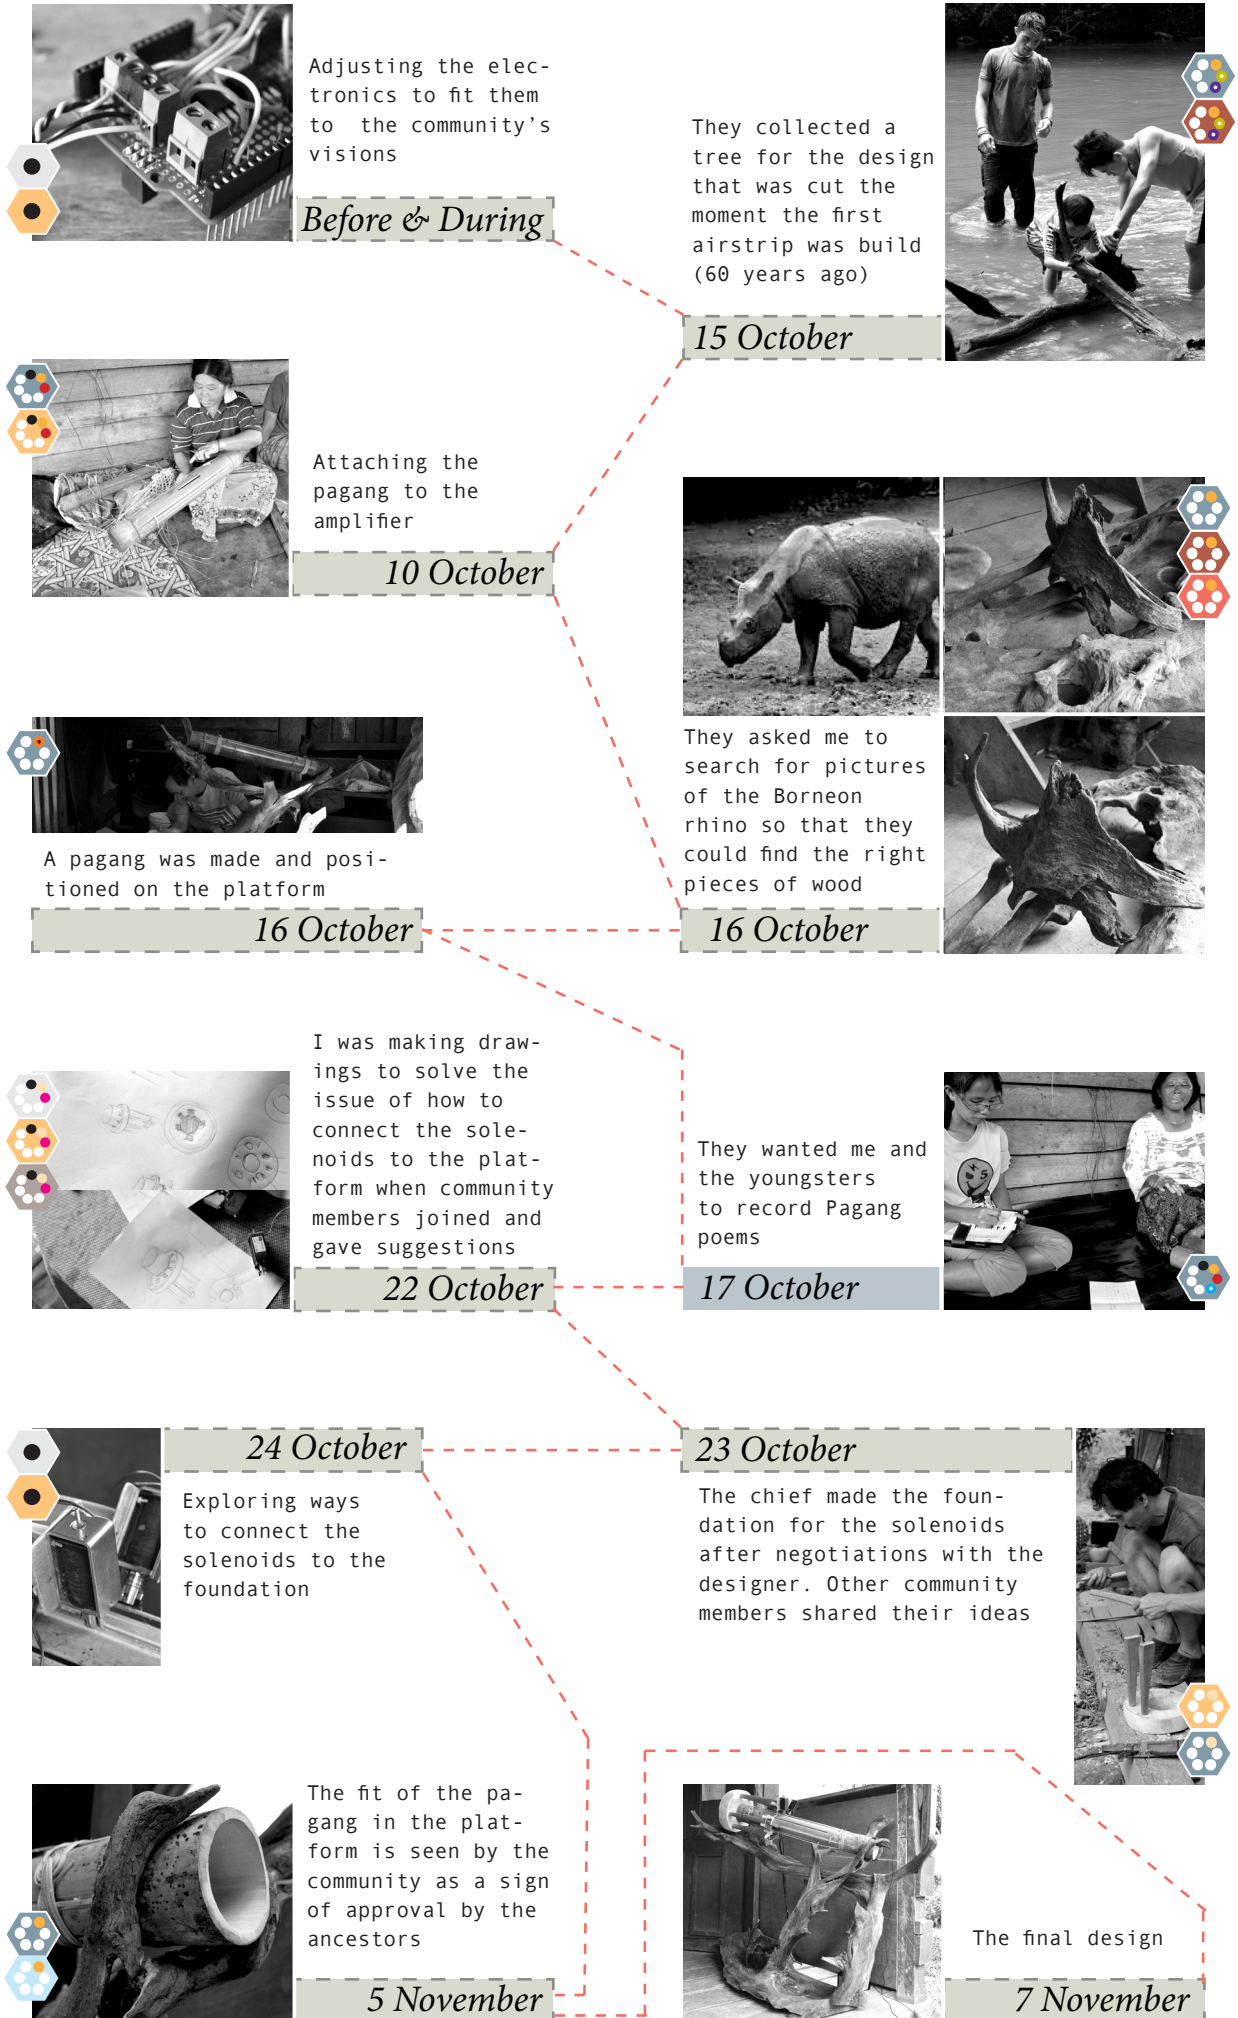 Adjusting the elec-
tronics to fit them
to the community's
visions
Before & During
They collected a
tree for the design
that was cut the
moment the first
airstrip was build
(60 years ago)
15 October
Attaching the
pagang to the
amplifier
10 October
They asked me to
search for pictures
of the Borneon
rhino so that they
could find the right
pieces of wood
16 October
A pagang was made and posi-
tioned on the platform
16 October
They wanted me and
the youngsters
to record Pagang
poems
17 October
I was making draw-
ings to solve the
issue of how to
connect the sole-
noids to the plat-
form when community
members joined and
gave suggestions
22 October
23 October
The chief made the foun-
dation for the solenoids
after negotiations with the
designer. Other community
members shared their ideas
24 October
Exploring ways
to connect the
solenoids to the
foundation
The fit of the pa-
gang in the plat-
form is seen by the
community as a sign
of approval by the
ancestors
5 November
The final design
7 November